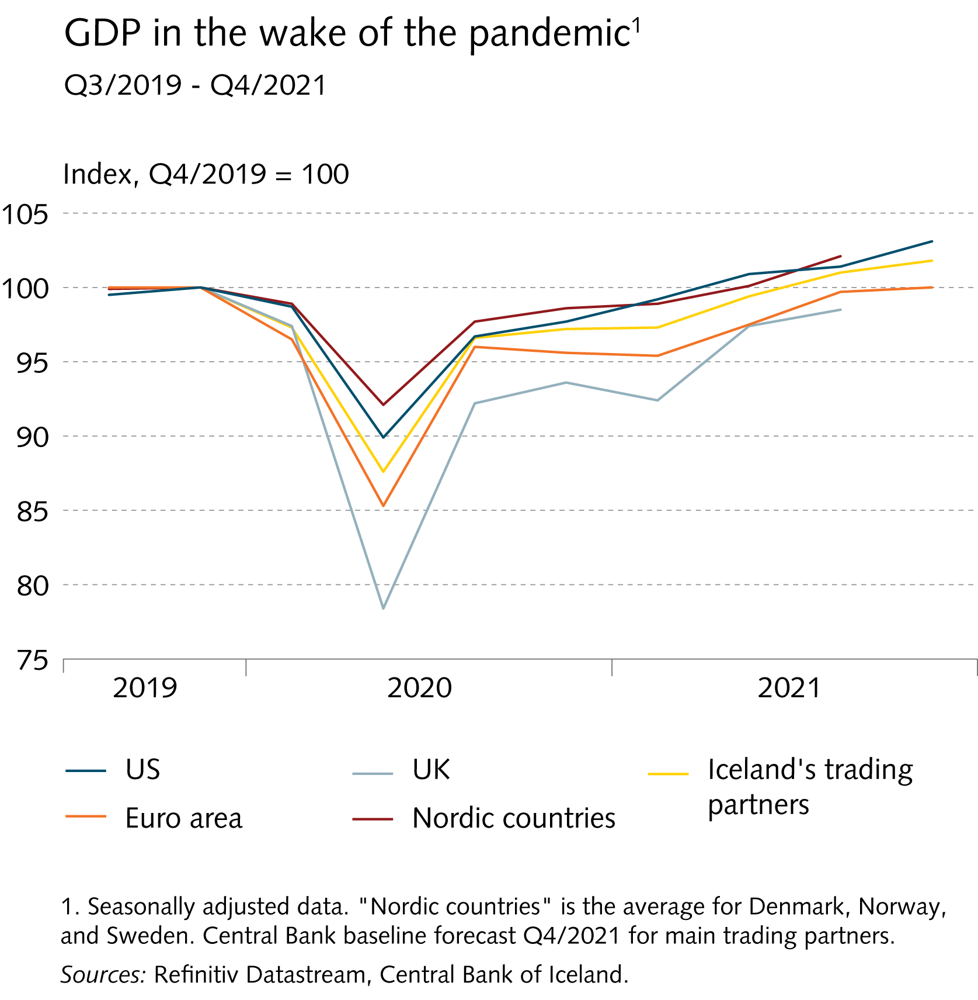 GDP in the wake of the pandemic¹
Q3/2019 - Q4/2021
Index, Q4/2019 = 100
105
100
95
90
85
80
75
2019 2020 2021
US
UK
Iceland's trading
partners
Euro area
Nordic countries
1. Seasonally adjusted data. "Nordic countries" is the average for Denmark, Norway,
and Sweden. Central Bank baseline forecast Q4/2021 for main trading partners.
Sources: Refinitiv Datastream, Central Bank of Iceland.